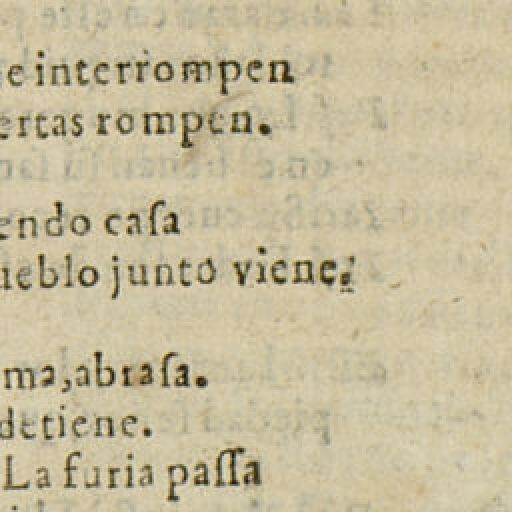 e interrompen
ertas rompen.
endo caſa
ueblo junto viene.
ma, abraſa.
detiene.
La furia paſſa